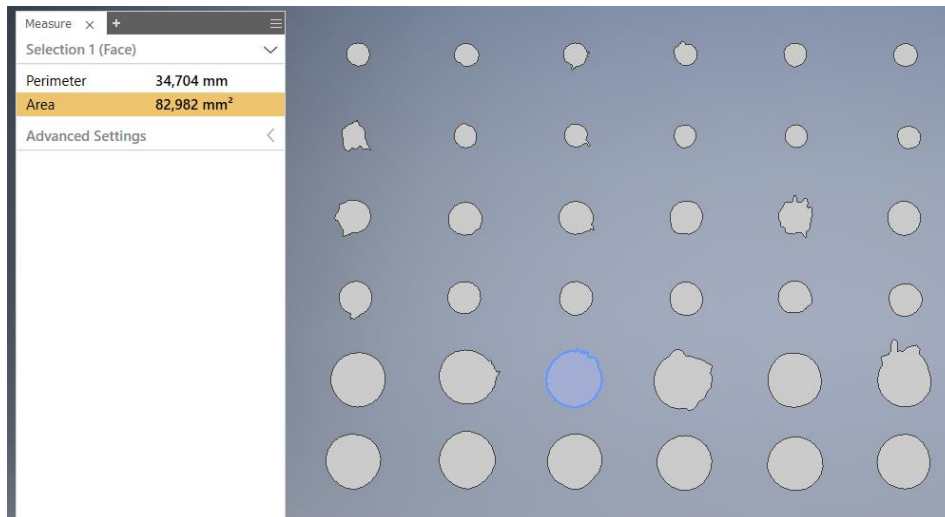 Measure × +
Selection 1 (Face)
Perimeter 34,704 mm
Area 82,982 mm²
Advanced Settings